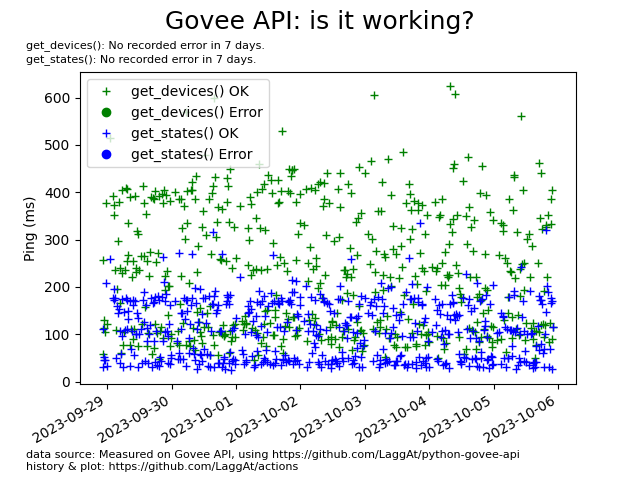 Govee API: is it working?
get_devices(): No recorded error in 7 days.
get_states(): No recorded error in 7 days.
get_devices() OK
get_devices() Error
get_states() OK
get_states() Error
Ping (ms)
600
500
400
300
200
100
0
2023-09-29
2023-09-30
2023-10-01
2023-10-02
2023-10-03
2023-10-04
2023-10-05
2023-10-06
data source: Measured on Govee API, using https://github.com/LaggAt/python-govee-api
history & plot: https://github.com/LaggAt/actions